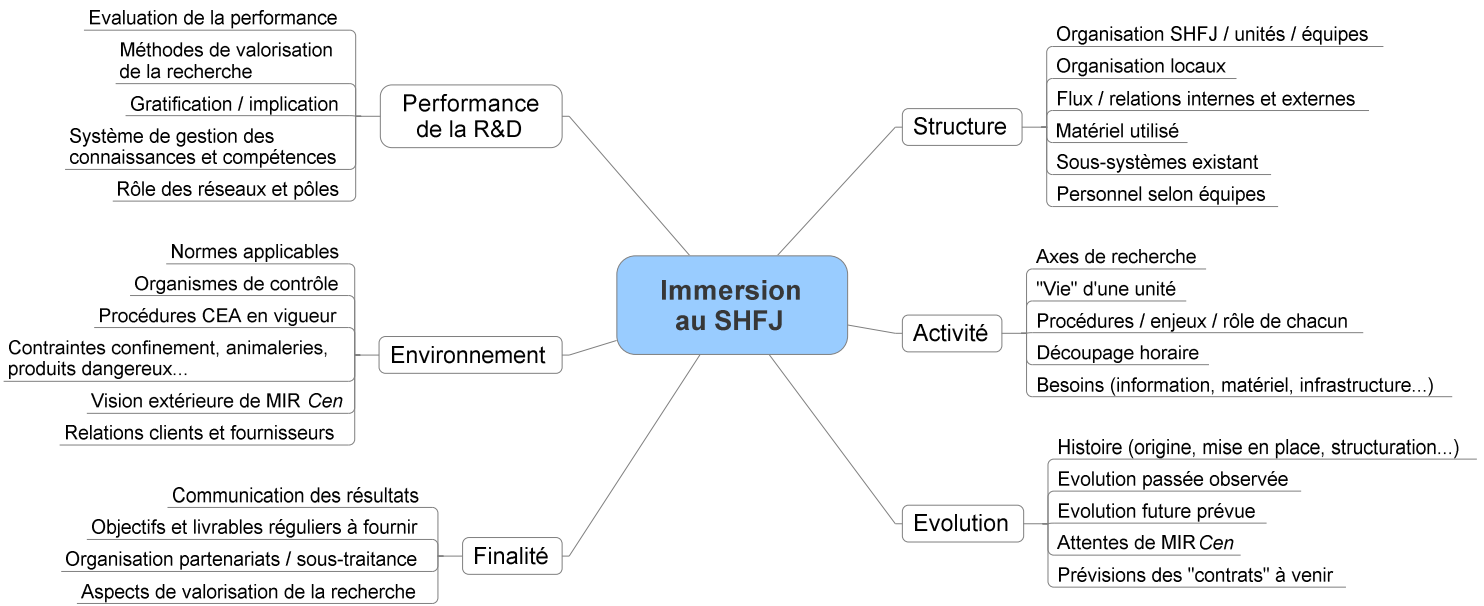 Immersion
au SHFJ
Performance
de la R&D
Evaluation de la performance
Méthodes de valorisation
de la recherche
Gratification / implication
Système de gestion des
connaissances et compétences
Rôle des réseaux et pôles
Environnement
Normes applicables
Organismes de contrôle
Procédures CEA en vigueur
Contraintes confinement, animaleries,
produits dangereux...
Vision extérieure de MIR Cen
Relations clients et fournisseurs
Finalité
Communication des résultats
Objectifs et livrables réguliers à fournir
Organisation partenariats / sous-traitance
Aspects de valorisation de la recherche
Structure
Organisation SHFJ / unités / équipes
Organisation locaux
Flux / relations internes et externes
Matériel utilisé
Sous-systèmes existant
Personnel selon équipes
Activité
Axes de recherche
"Vie" d'une unité
Procédures / enjeux / rôle de chacun
Découpage horaire
Besoins (information, matériel, infrastructure...)
Evolution
Histoire (origine, mise en place, structuration...)
Evolution passée observée
Evolution future prévue
Attentes de MIR Cen
Prévisions des "contrats" à venir